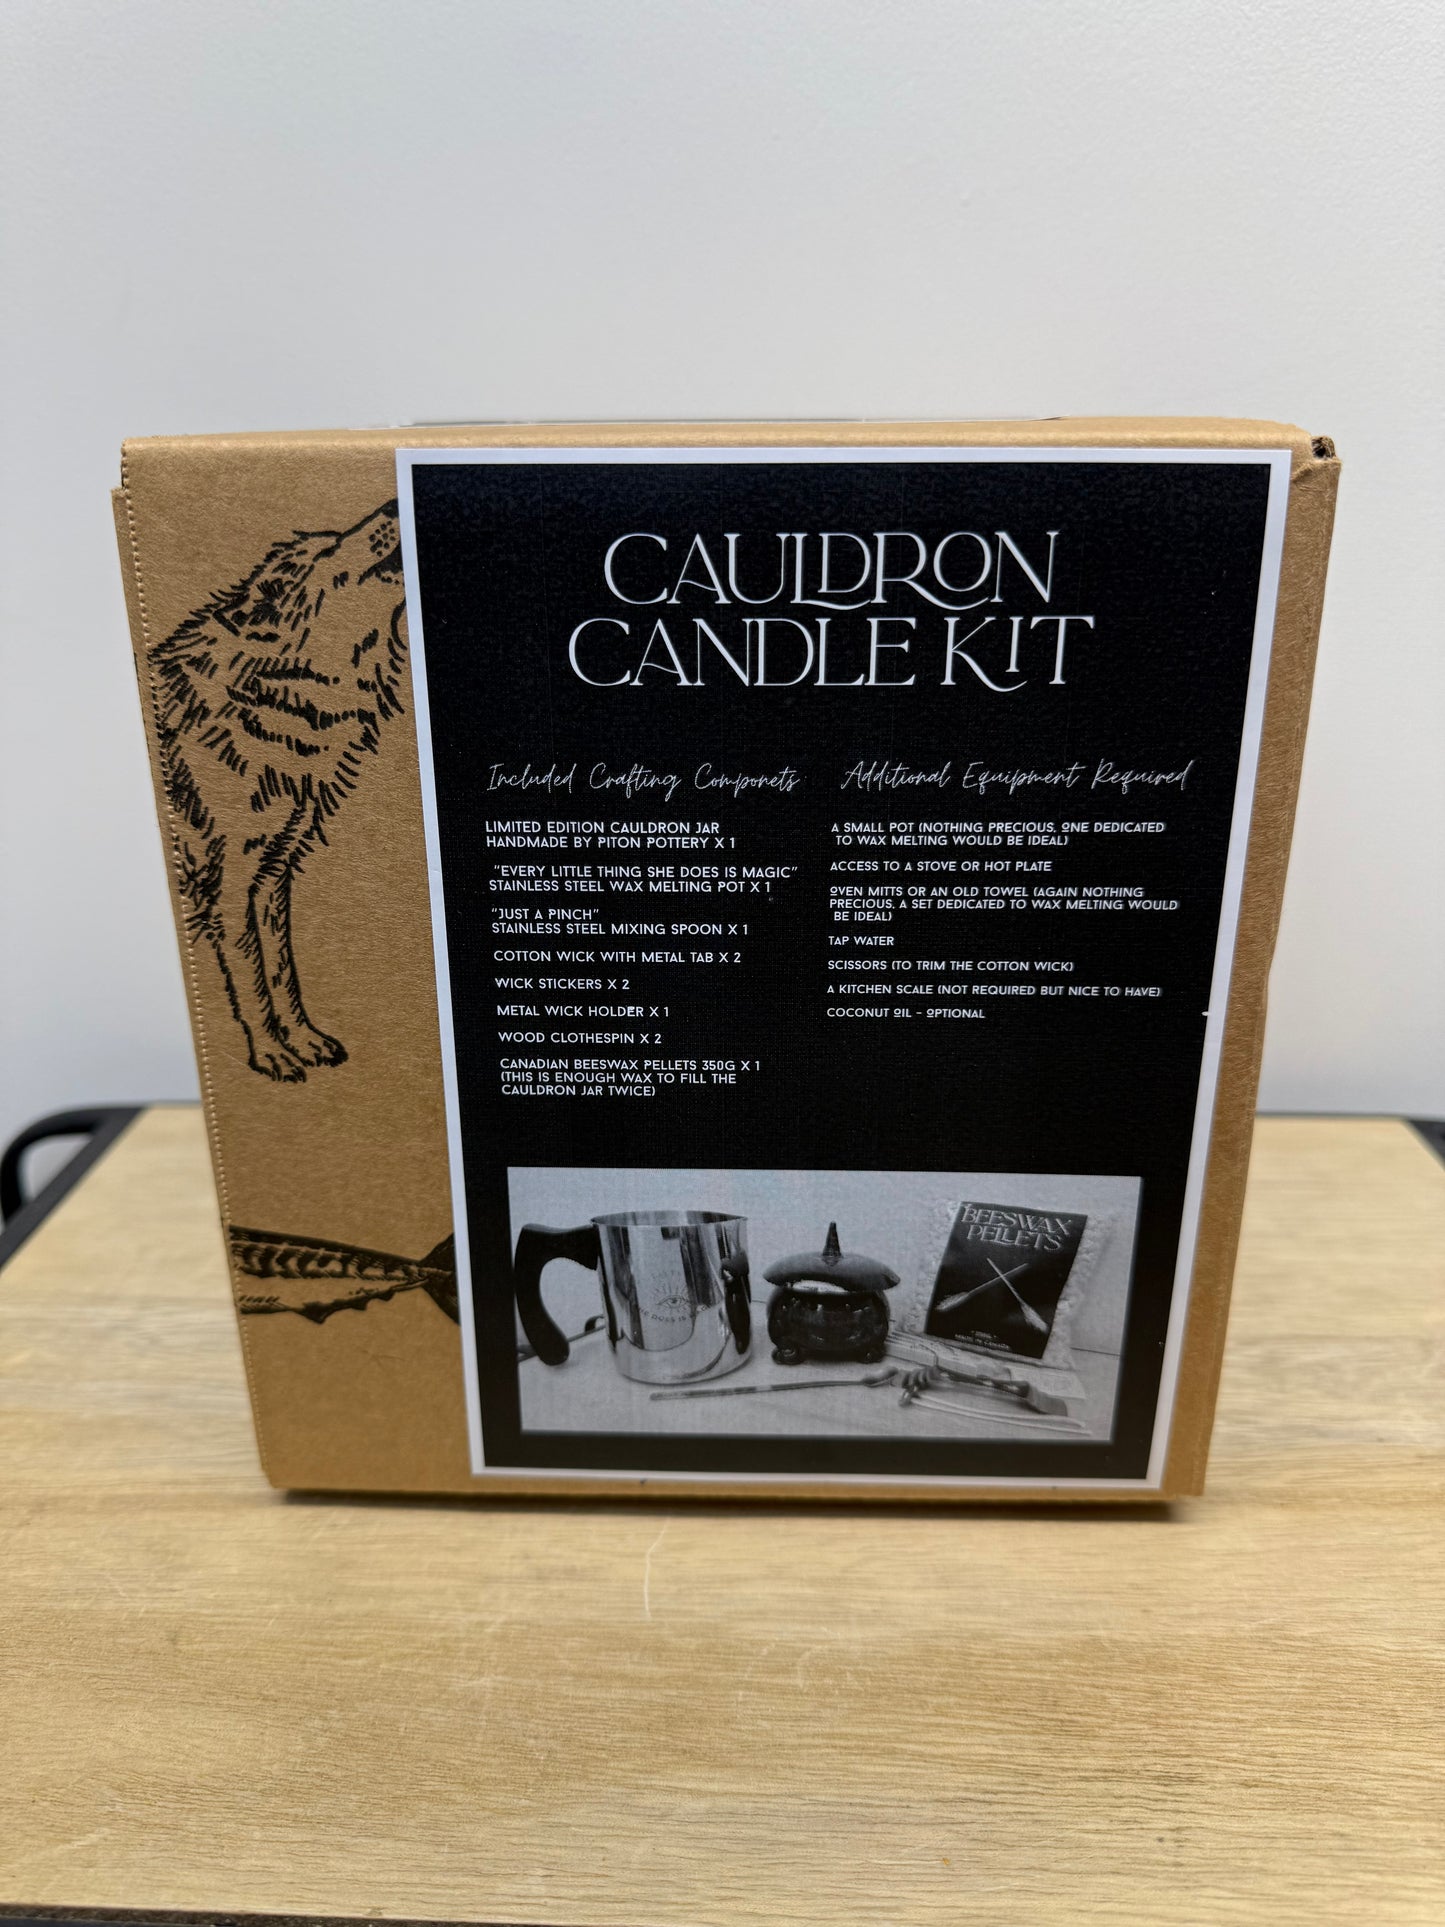 CAULDRON
CANDLE KIT
Included Crafting Componets
LIMITED EDITION CAULDRON JAR
HANDMADE BY PITON POTTERY X 1
"EVERY LITTLE THING SHE DOES IS MAGIC"
STAINLESS STEEL WAX MELTING POT X 1
"JUST A PINCH"
STAINLESS STEEL MIXING SPOON X 1
COTTON WICK WITH METAL TAB X 2
WICK STICKERS X 2
METAL WICK HOLDER X 1
WOOD CLOTHESPIN X 2
CANADIAN BEESWAX PELLETS 350G X 1
(THIS IS ENOUGH WAX TO FILL THE
CAULDRON JAR TWICE)
Additional Equipment Required
A SMALL POT (NOTHING PRECIOUS, ONE DEDICATED
TO WAX MELTING WOULD BE IDEAL)
ACCESS TO A STOVE OR HOT PLATE
OVEN MITTS OR AN OLD TOWEL (AGAIN NOTHING
PRECIOUS, A SET DEDICATED TO WAX MELTING WOULD
BE IDEAL)
TAP WATER
SCISSORS (TO TRIM THE COTTON WICK)
A KITCHEN SCALE (NOT REQUIRED BUT NICE TO HAVE)
COCONUT OIL - OPTIONAL
DOES IS
BEESWAX
PELLETS